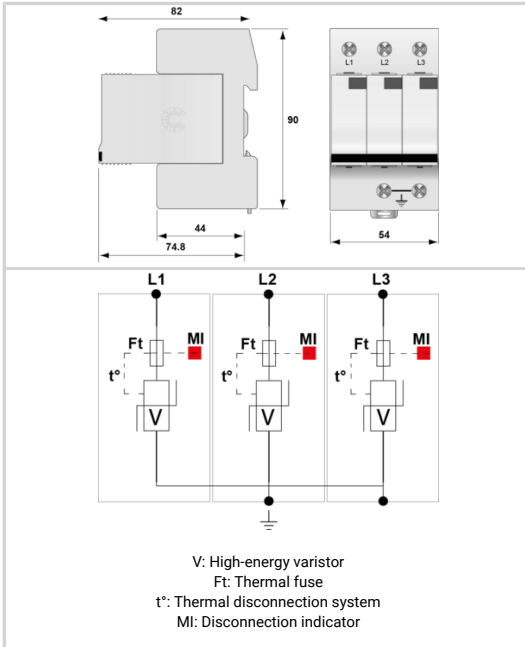 82
L1 L2 L3
90
44
74.8
54
L1 L2 L3
Ft MI Ft MI Ft MI
t° t° t°
V V V
V: High-energy varistor
Ft: Thermal fuse
t°: Thermal disconnection system
MI: Disconnection indicator